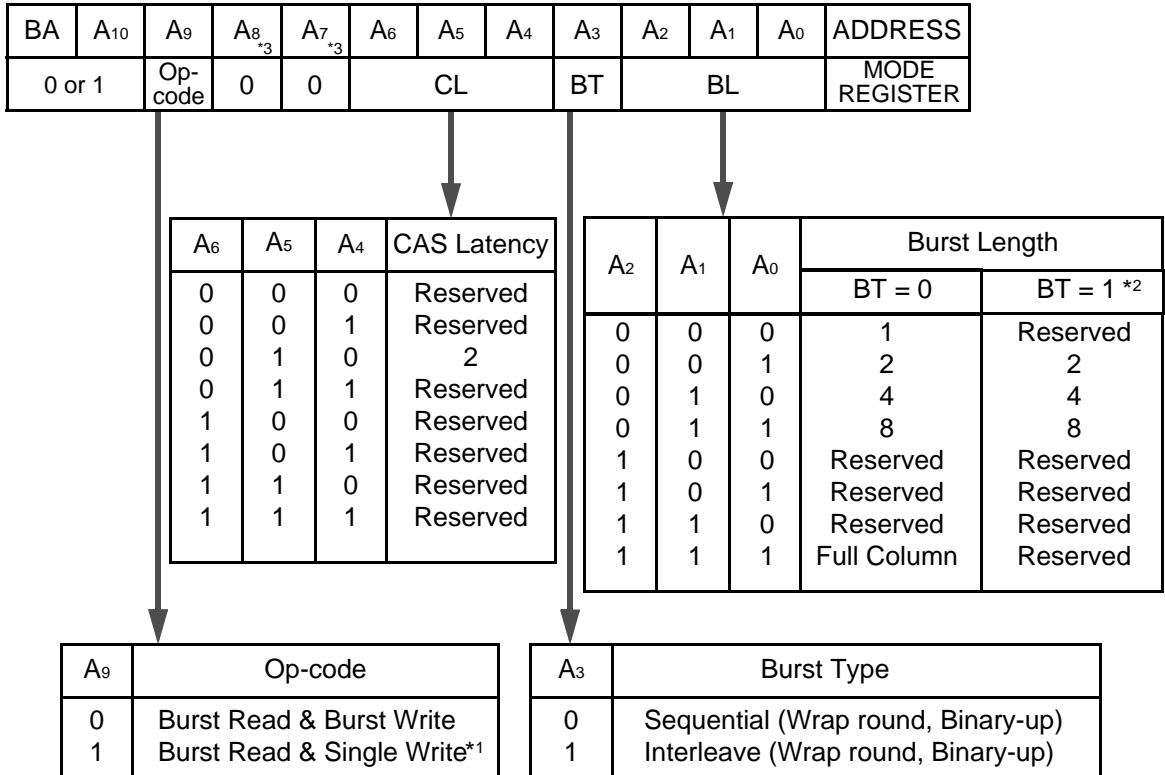 BA A10 A9 A8 *3 A7 *3 A6 A5 A4 A3 A2 A1 A0 ADDRESS
0 or 1 Op-code 0 0 CL BT BL MODE REGISTER
A6 A5 A4 CAS Latency
0 0 0 Reserved
0 0 1 Reserved
0 1 0 2
0 1 1 Reserved
1 0 0 Reserved
1 0 1 Reserved
1 1 0 Reserved
1 1 1 Reserved
A2 A1 A0 Burst Length
BT = 0 BT = 1 *2
0 0 0 1 Reserved
0 0 1 2 2
0 1 0 4 4
0 1 1 8 8
1 0 0 Reserved Reserved
1 0 1 Reserved Reserved
1 1 0 Reserved Reserved
1 1 1 Full Column Reserved
A9 Op-code
0 Burst Read & Burst Write
1 Burst Read & Single Write*1
A3 Burst Type
0 Sequential (Wrap round, Binary-up)
1 Interleave (Wrap round, Binary-up)